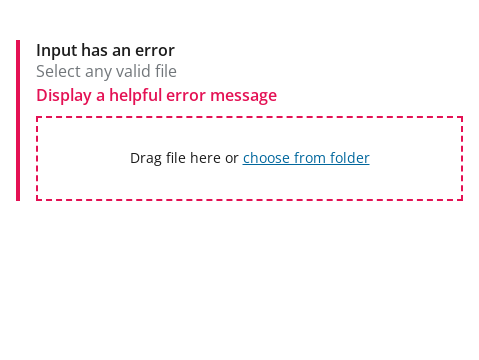 Input has an error
Select any valid file
Display a helpful error message
Drag file here or choose from folder